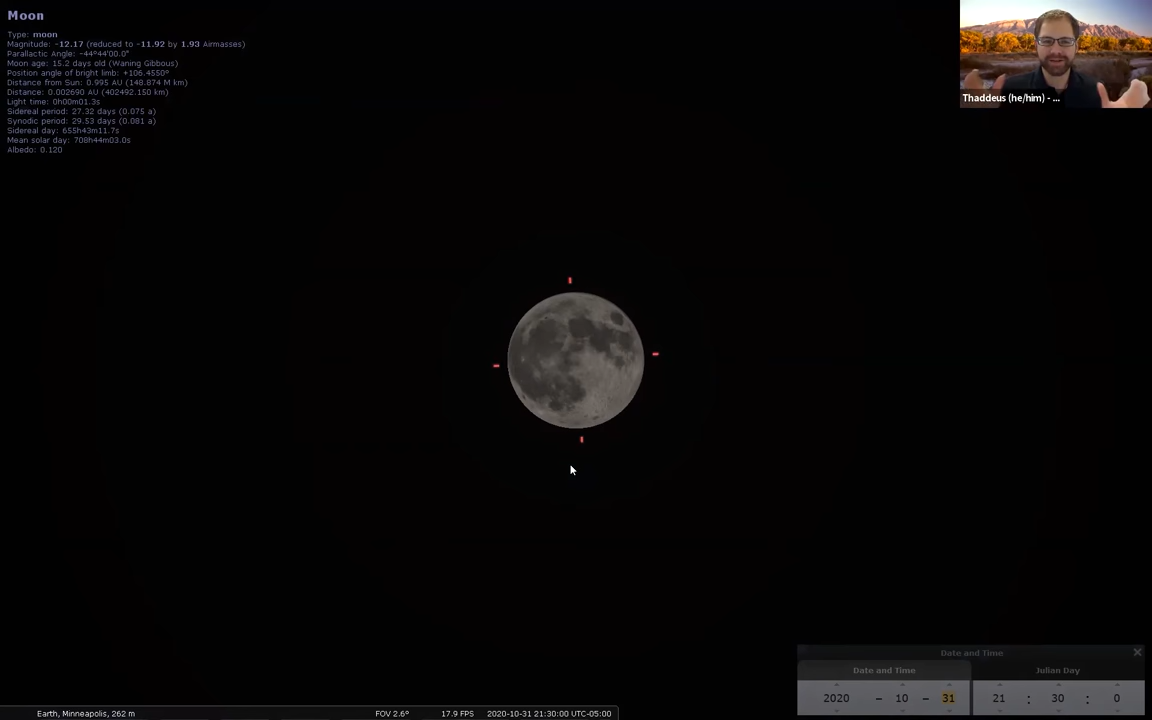 Moon
Type: moon
Magnitude: -12.17 (reduced to -11.92 by 1.93 Airmasses)
Parallactic Angle: -44°44'00.0"
Moon age: 15.2 days old (Waning Gibbous)
Position angle of bright limb: +106.4550°
Distance from Sun: 0.995 AU (148.874 M km)
Distance: 0.002690 AU (402492.150 km)
Light time: 0h00m01.3s
Sidereal period: 27.32 days (0.075 a)
Synodic period: 29.53 days (0.081 a)
Sidereal day: 655h43m11.7s
Mean solar day: 708h44m03.0s
Albedo: 0.120
Thaddeus (he/him) - ...
Date and Time
Date and Time Julian Day
2020 - 10 - 31 21 : 30 : 0
Earth, Minneapolis, 262 m FOV 2.6° 17.9 FPS 2020-10-31 21:30:00 UTC-05:00